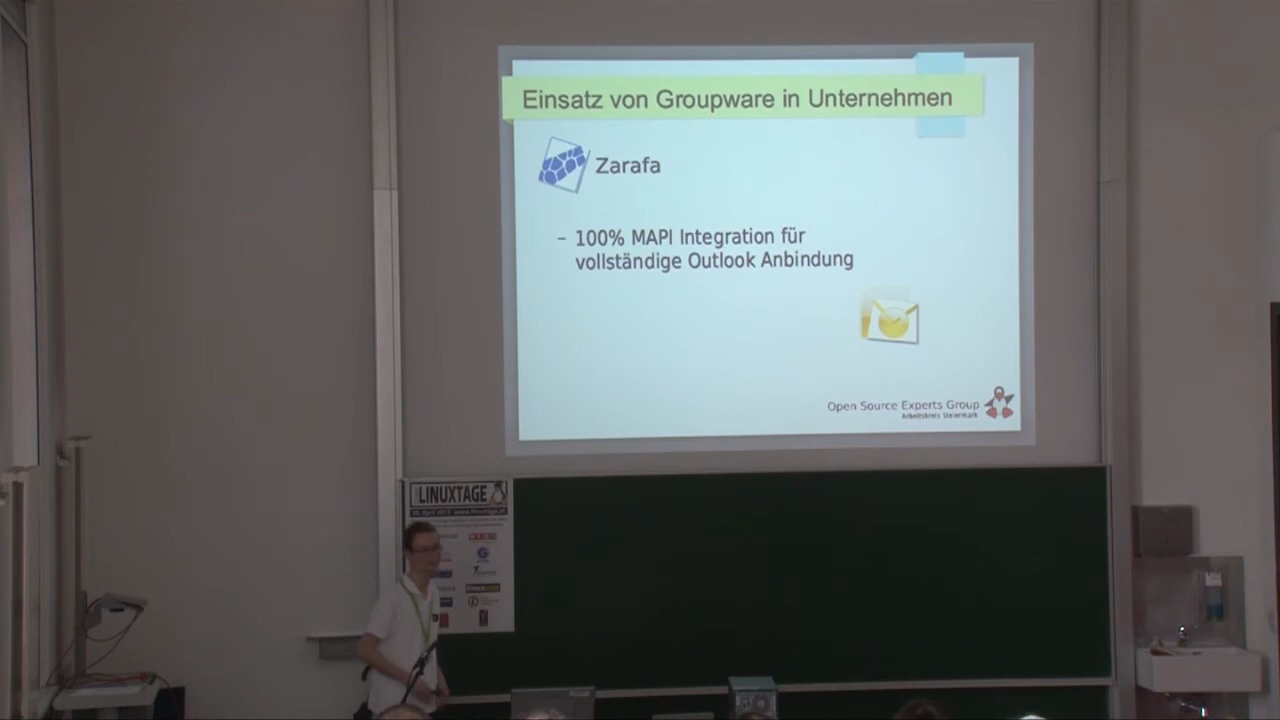 Einsatz von Groupware in Unternehmen
Zarafa
– 100% MAPI Integration für
vollständige Outlook Anbindung
Open Source Experts Group
Arbeitskreis Steiermark
LINUXTAGE